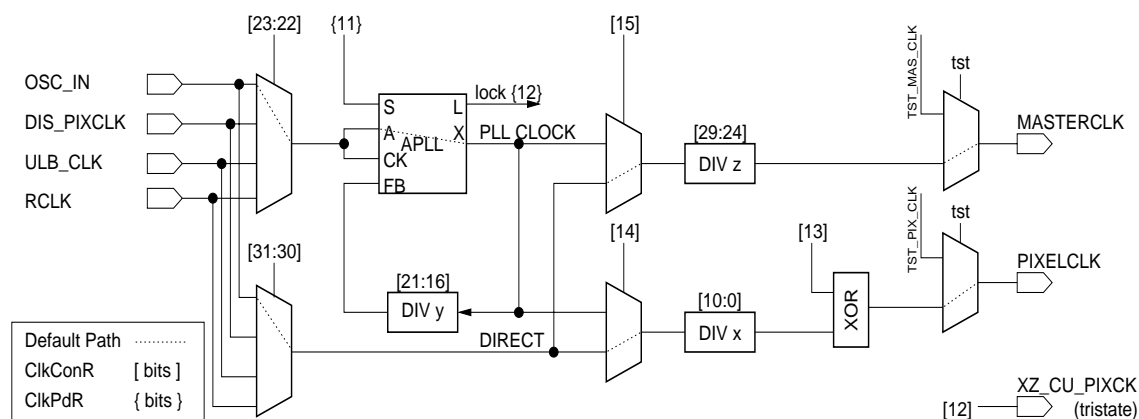 [23:22]
{11}
[15]
TST_MAS_CLK
tst
OSC_IN
DIS_PIXCLK
ULB_CLK
RCLK
S
L
lock {12}
A
APLL
X
PLL CLOCK
CK
FB
[29:24]
DIV z
MASTERCLK
[31:30]
[21:16]
DIV y
[14]
[13]
TST_PIX_CLK
tst
PIXELCLK
[10:0]
DIV x
XOR
DIRECT
Default Path
ClkConR [ bits ]
ClkPdR { bits }
XZ_CU_PIXCK
[12]
(tristate)